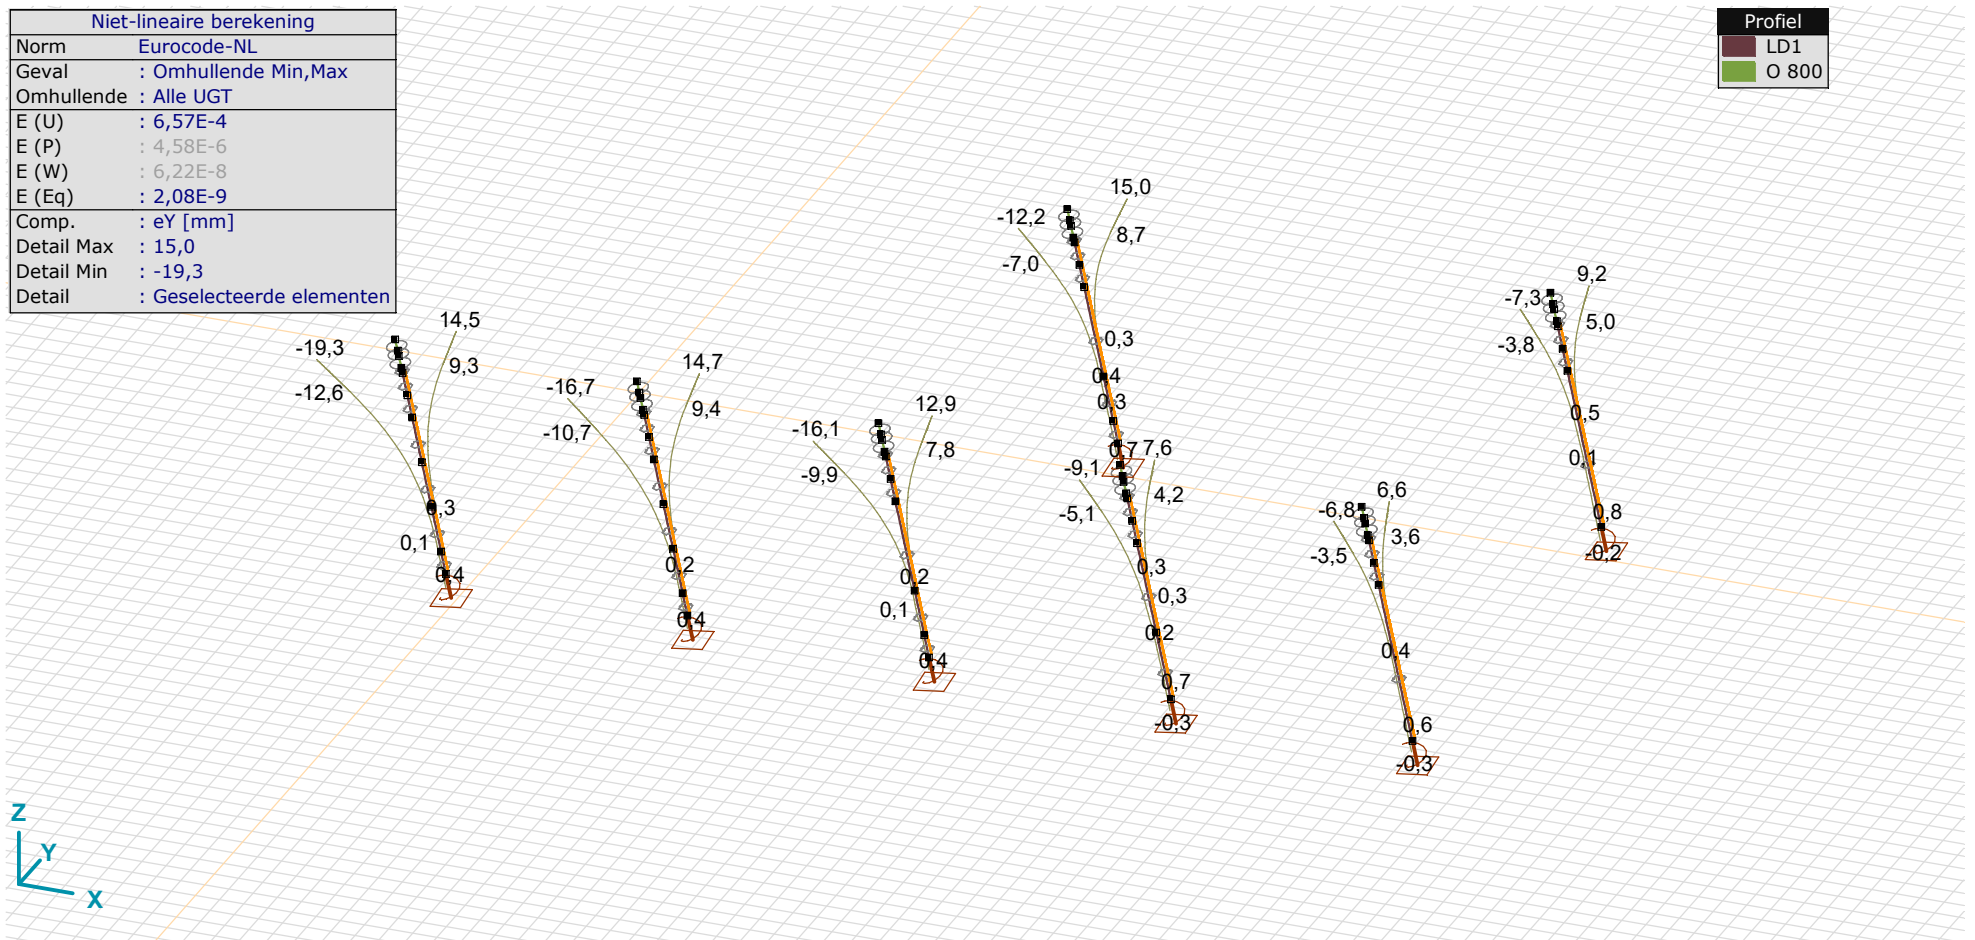 Niet-lineaire berekening
Norm Eurocode-NL
Geval : Omhullende Min,Max
Omhullende : Alle UGT
E (U) : 6,57E-4
E (P) : 4,58E-6
E (W) : 6,22E-8
E (Eq) : 2,08E-9
Comp. : eY [mm]
Detail Max : 15,0
Detail Min : -19,3
Detail : Geselecteerde elementen
Profiel
LD1
O 800
-19,3
14,5
9,3
-12,6
0,3
0,1
0,4
-16,7
14,7
9,4
-10,7
0,2
0,4
-16,1
12,9
7,8
-9,9
0,2
0,1
0,4
-12,2
15,0
8,7
-7,0
0,3
0,4
0,3
0,7
-9,1
7,6
4,2
-5,1
0,3
0,3
0,2
0,7
-0,3
-6,8
6,6
3,6
-3,5
0,4
0,6
-0,3
-7,3
9,2
5,0
-3,8
0,5
0,1
0,8
-0,2
Z
Y
X